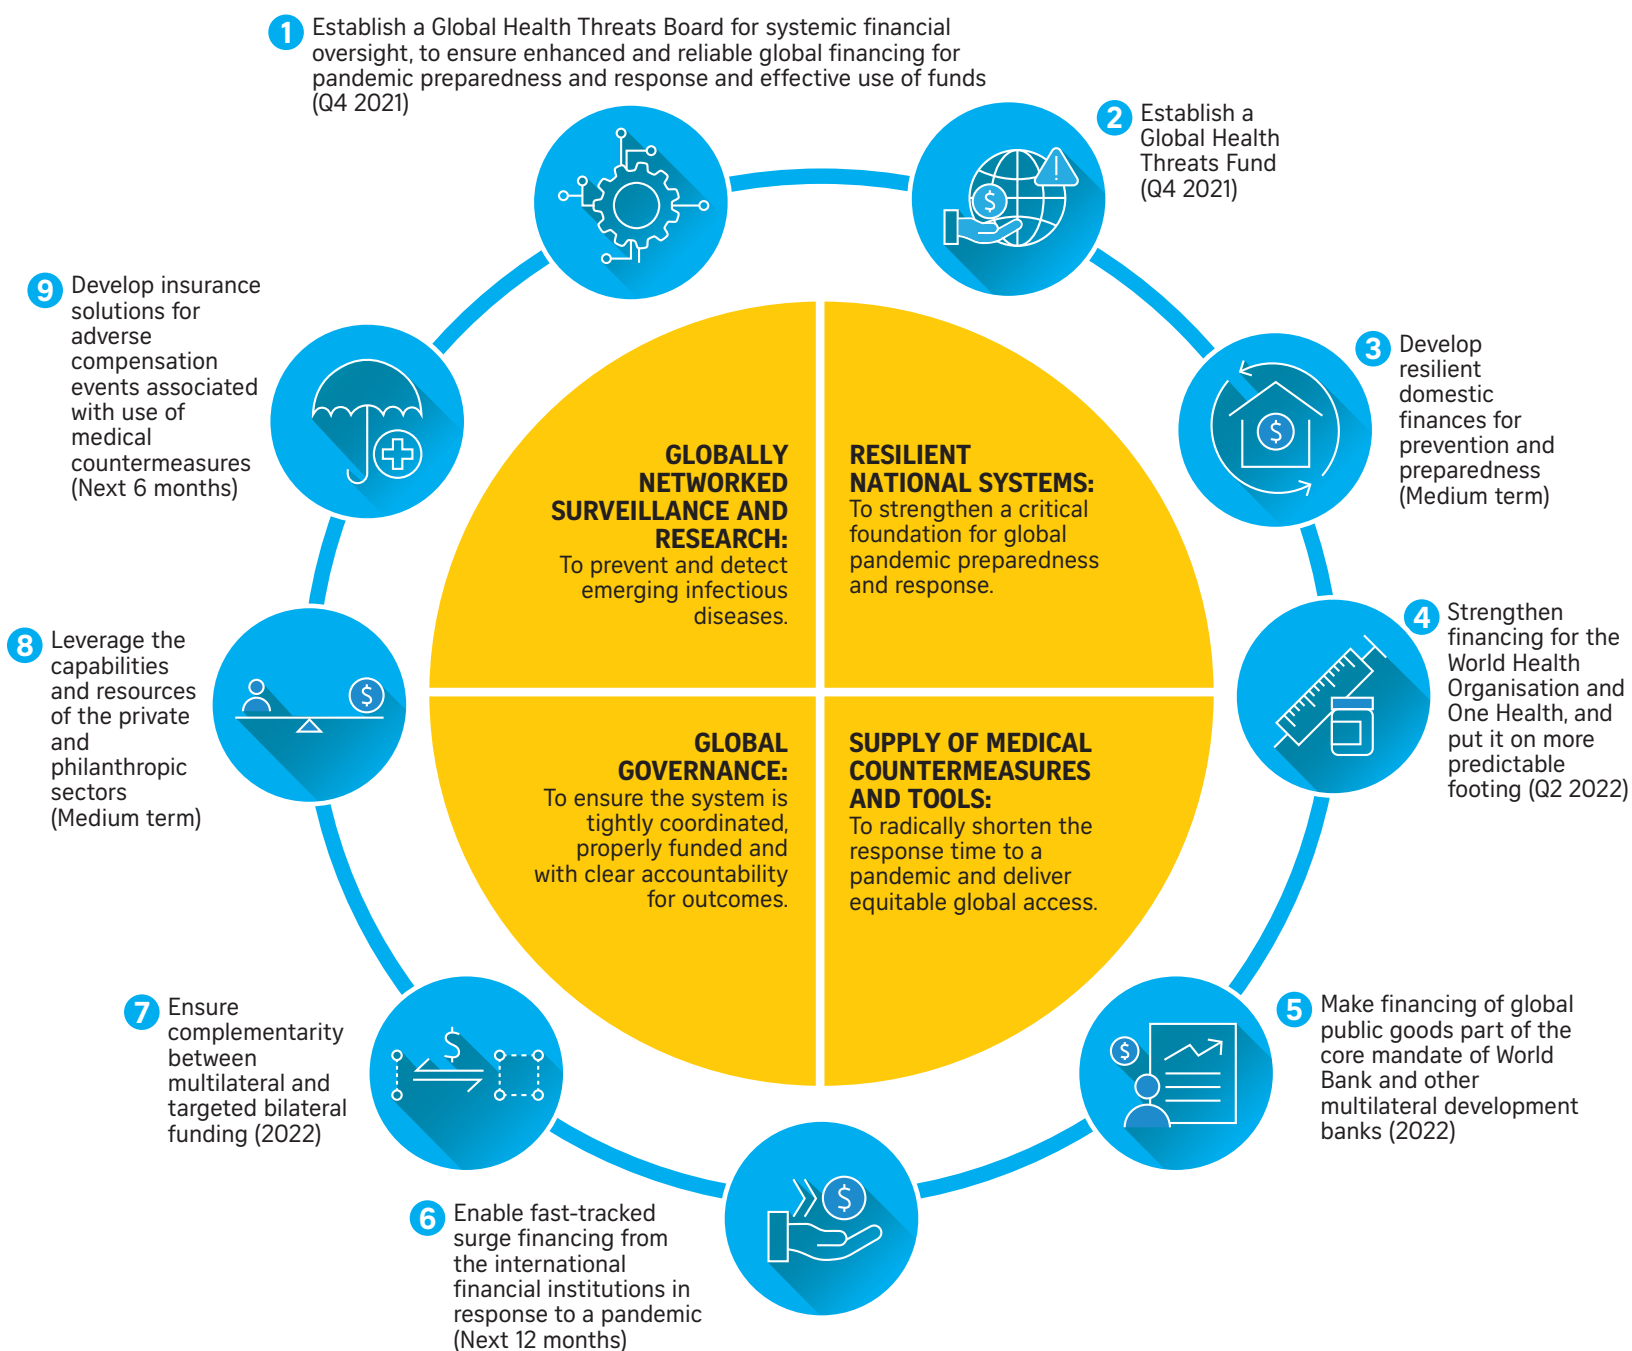 1 Establish a Global Health Threats Board for systemic financial
oversight, to ensure enhanced and reliable global financing for
pandemic preparedness and response and effective use of funds
(Q4 2021)
2 Establish a
Global Health
Threats Fund
(Q4 2021)
3 Develop
resilient
domestic
finances for
prevention and
preparedness
(Medium term)
4 Strengthen
financing for the
World Health
Organisation and
One Health, and
put it on more
predictable
footing (Q2 2022)
5 Make financing of global
public goods part of the
core mandate of World
Bank and other
multilateral development
banks (2022)
6 Enable fast-tracked
surge financing from
the international
financial institutions in
response to a pandemic
(Next 12 months)
7 Ensure
complementarity
between
multilateral and
targeted bilateral
funding (2022)
8 Leverage the
capabilities
and resources
of the private
and
philanthropic
sectors
(Medium term)
9 Develop insurance
solutions for
adverse
compensation
events associated
with use of
medical
countermeasures
(Next 6 months)
GLOBALLY
NETWORKED
SURVEILLANCE AND
RESEARCH:
To prevent and detect
emerging infectious
diseases.
RESILIENT
NATIONAL SYSTEMS:
To strengthen a critical
foundation for global
pandemic preparedness
and response.
GLOBAL
GOVERNANCE:
To ensure the system is
tightly coordinated,
properly funded and
with clear accountability
for outcomes.
SUPPLY OF MEDICAL
COUNTERMEASURES
AND TOOLS:
To radically shorten the
response time to a
pandemic and deliver
equitable global access.